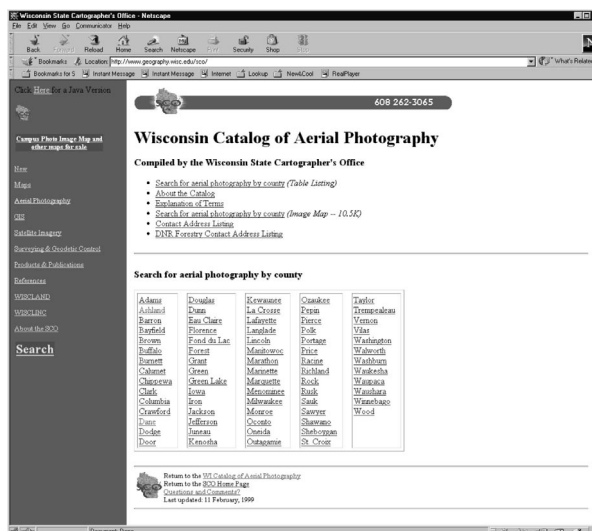 Wisconsin State Cartographer's Office - Netscape
File Edit View Go Communicator Help
Back Forward Reload Home Search Netscape Print Security Shop Stop
Bookmarks Location: http://www.geography.wisc.edu/sco/ What's Related
Bookmarks for S Instant Message Instant Message Internet Lookup New&Cool RealPlayer
Click Here for a Java Version
SCO
608 262-3065
Campus Photo Image Map and
other maps for sale
New
Maps
Aerial Photography
GIS
Satellite Imagery
Surveying & Geodetic Control
Products & Publications
References
WISCLAND
WISCLINC
About the SCO
Search
Wisconsin Catalog of Aerial Photography
Compiled by the Wisconsin State Cartographer's Office
Search for aerial photography by county (Table Listing)
About the Catalog
Explanation of Terms
Search for aerial photography by county (Image Map -- 10.5K)
Contact Address Listing
DNR Forestry Contact Address Listing
Search for aerial photography by county
Adams Douglas Kewaunee Ozaukee Taylor
Ashland Dunn La Crosse Pepin Trempealeau
Barron Eau Claire Lafayette Pierce Vernon
Bayfield Florence Langlade Polk Vilas
Brown Fond du Lac Lincoln Portage Washington
Buffalo Forest Manitowoc Price Walworth
Burnett Grant Marathon Racine Washburn
Calumet Green Marinette Richland Waukesha
Chippewa Green Lake Marquette Rock Waupaca
Clark Iowa Menominee Rusk Waushara
Columbia Iron Milwaukee Sauk Winnebago
Crawford Jackson Monroe Sawyer Wood
Dane Jefferson Oconto Shawano
Dodge Juneau Oneida Sheboygan
Door Kenosha Outagamie St. Croix
Return to the WI Catalog of Aerial Photography
Return to the SCO Home Page
Questions and Comments?
Last updated: 11 February, 1999
Document: Done